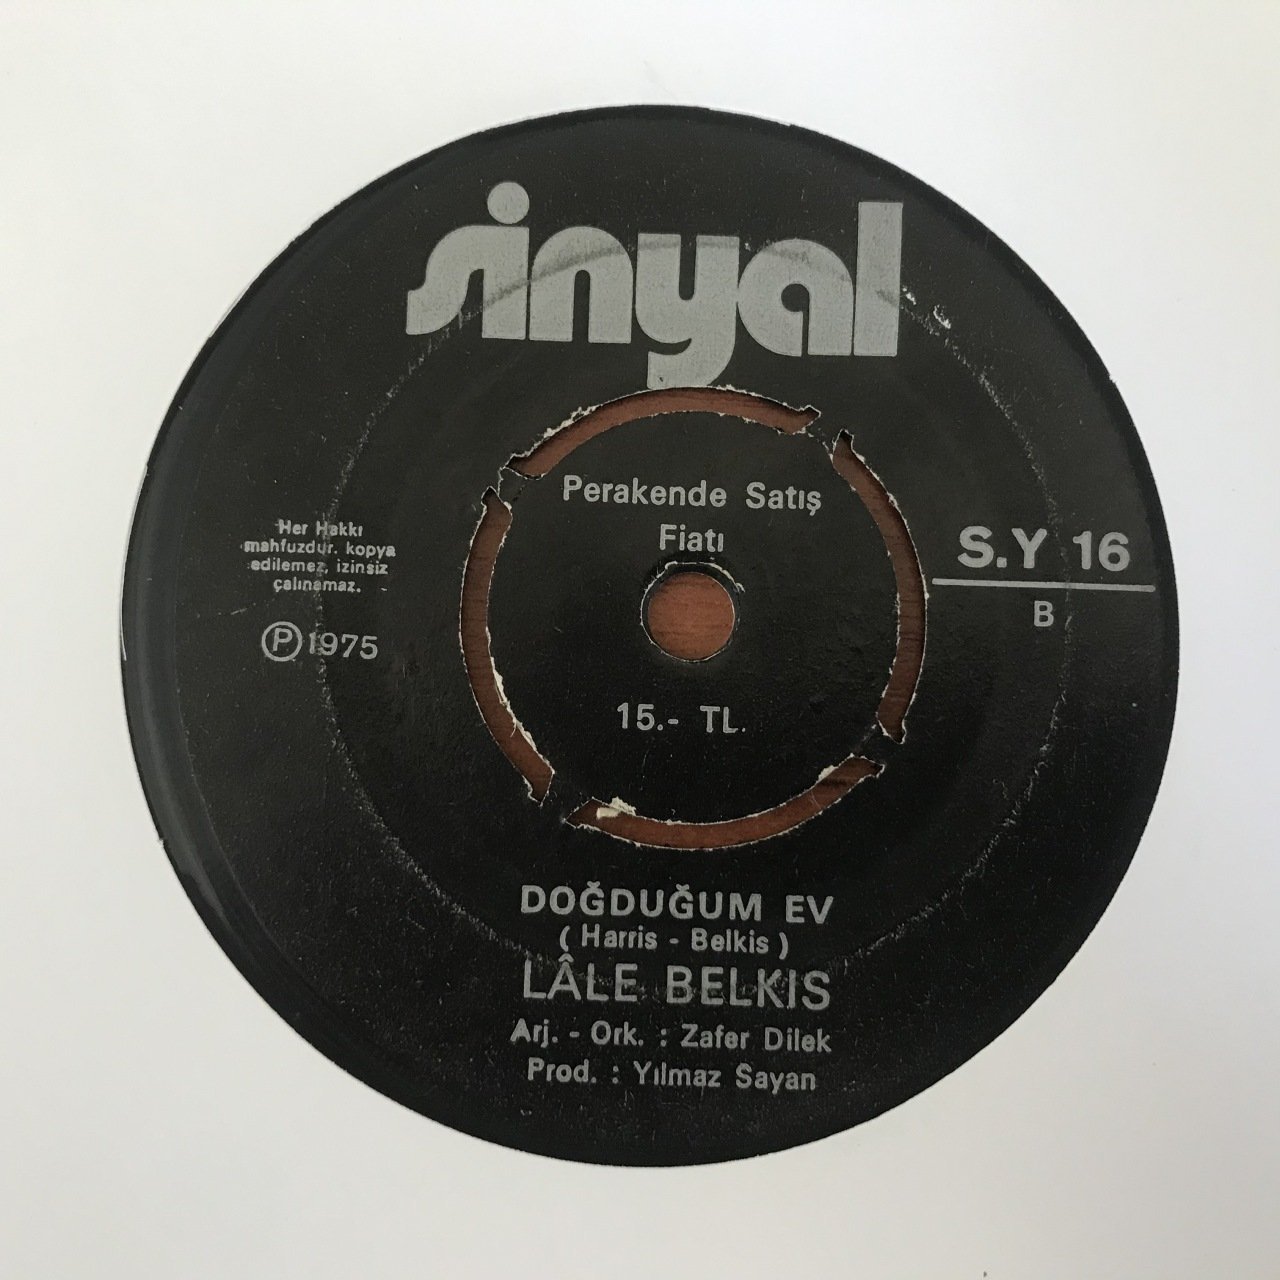 sinyal
Perakende Satış
Fiatı
Her Hakkı
mahfuzdur. kopya
edilemez, izinsiz
çalınamaz.
Ⓟ1975
S.Y 16
B
15.- TL.
DOĞDUĞUM EV
( Harris - Belkis )
LÂLE BELKIS
Arj. - Ork. : Zafer Dilek
Prod. : Yılmaz Sayan